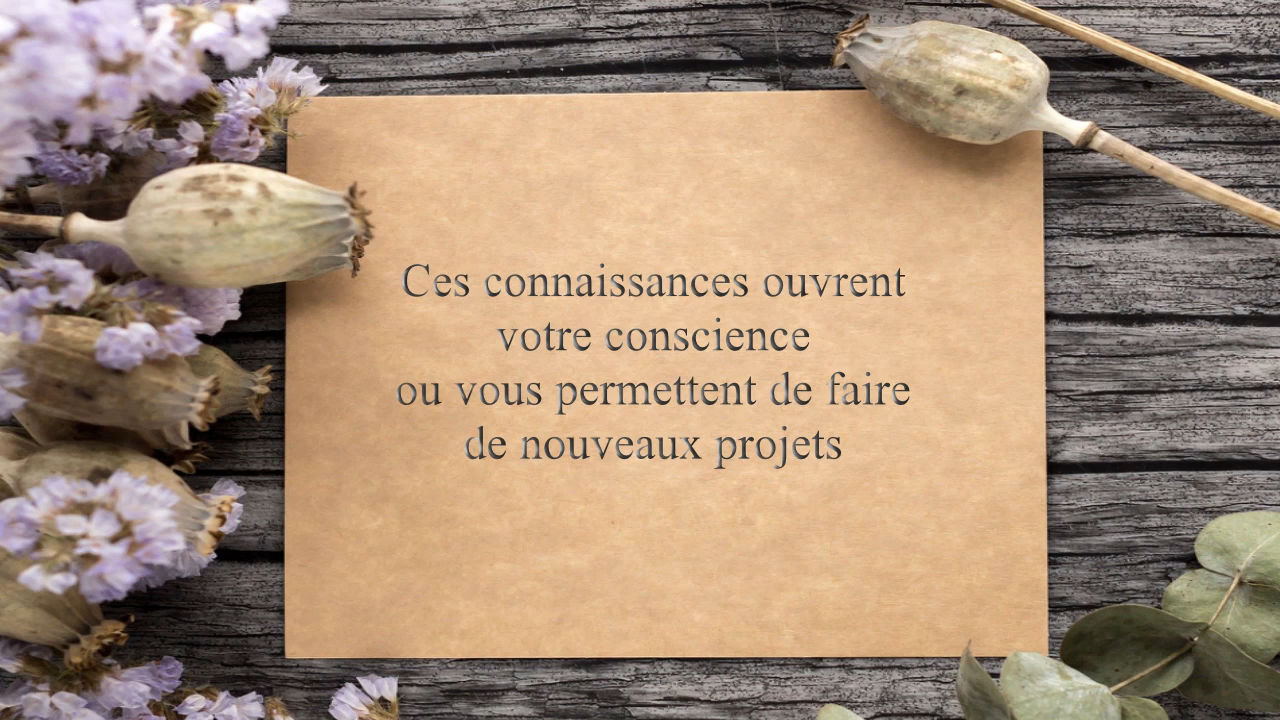 Ces connaissances ouvrent
votre conscience
ou vous permettent de faire
de nouveaux projets